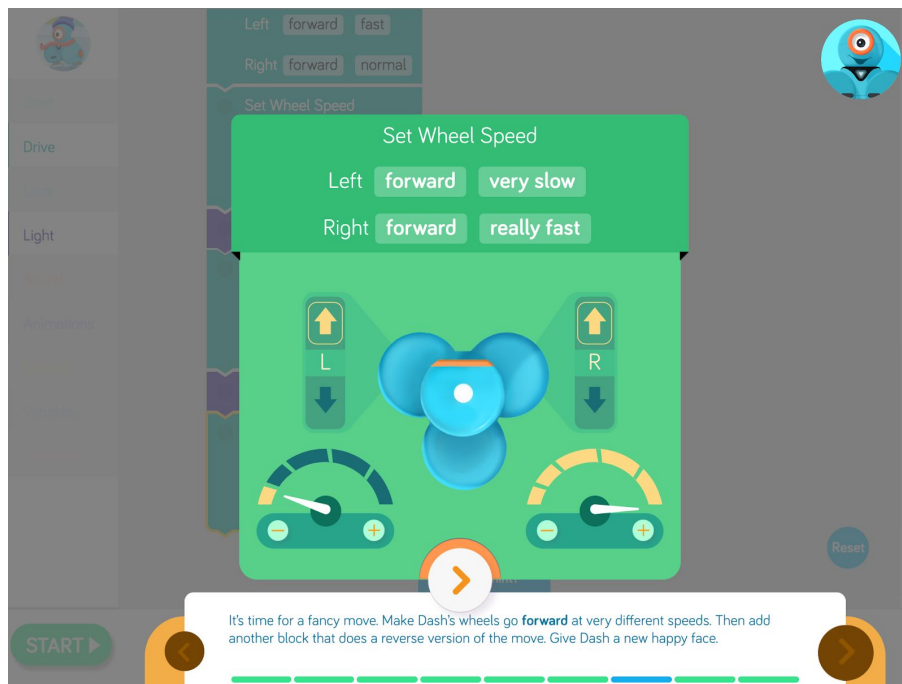 Left forward fast
Right forward normal
Set Wheel Speed
Drive
Light
Animations
Set Wheel Speed
Left forward very slow
Right forward really fast
L
R
Reset
START
It's time for a fancy move. Make Dash's wheels go forward at very different speeds. Then add
another block that does a reverse version of the move. Give Dash a new happy face.